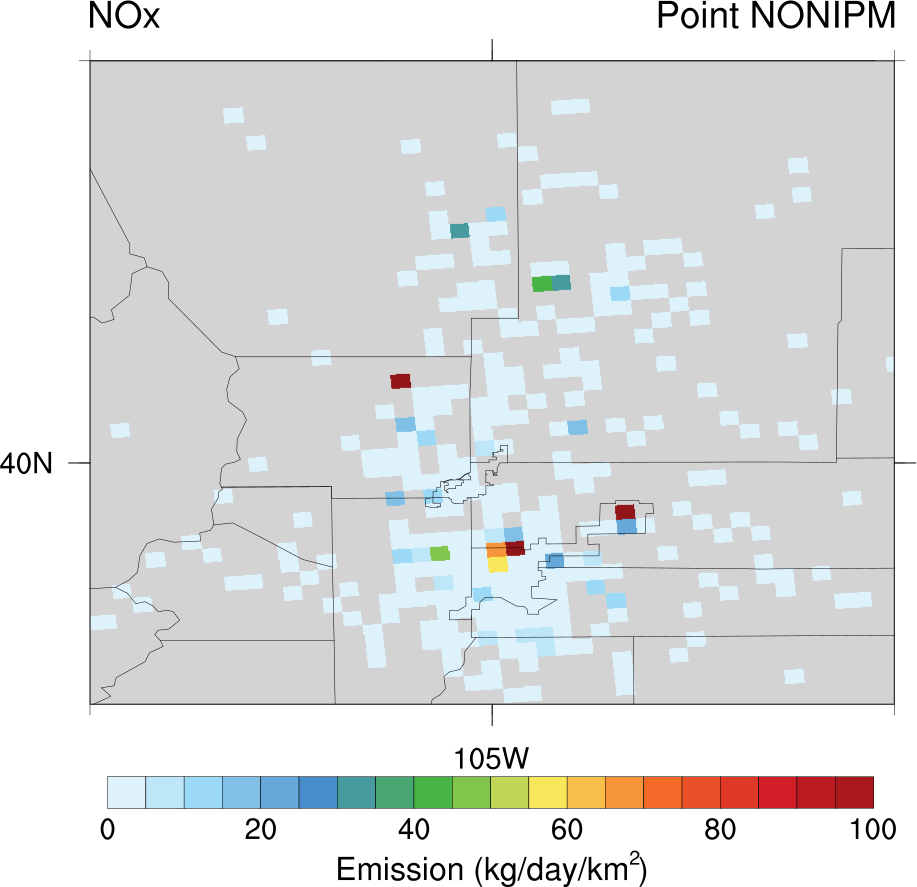 NOx Point NONIPM
40N
105W
0 20 40 60 80 100
Emission (kg/day/km²)